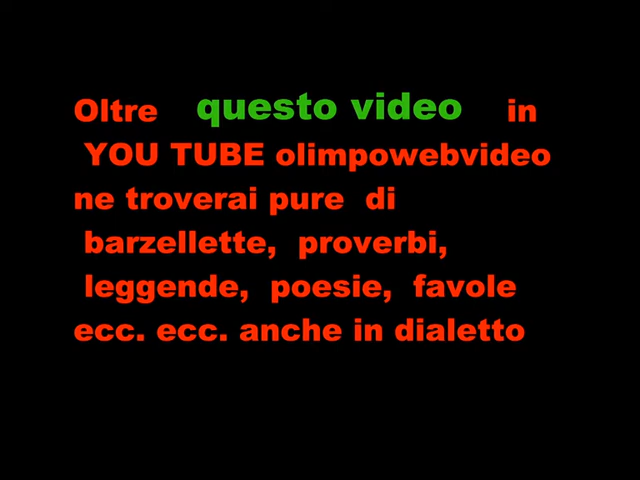 Oltre questo video in
YOU TUBE olimpowebvideo
ne troverai pure di
barzellette, proverbi,
leggende, poesie, favole
ecc. ecc. anche in dialetto